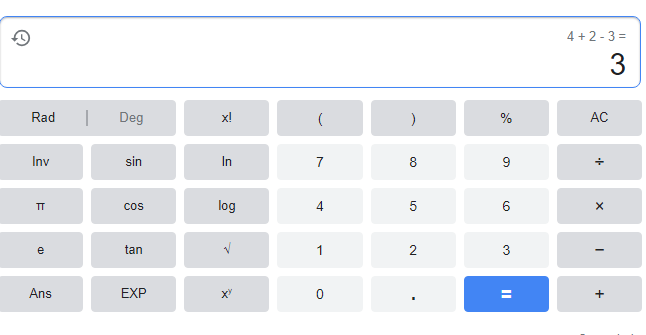 4 + 2 - 3 =
3
Rad | Deg x! ( ) % AC
Inv sin ln 7 8 9 ÷
π cos log 4 5 6 ×
e tan √ 1 2 3 −
Ans EXP xʸ 0 . = +